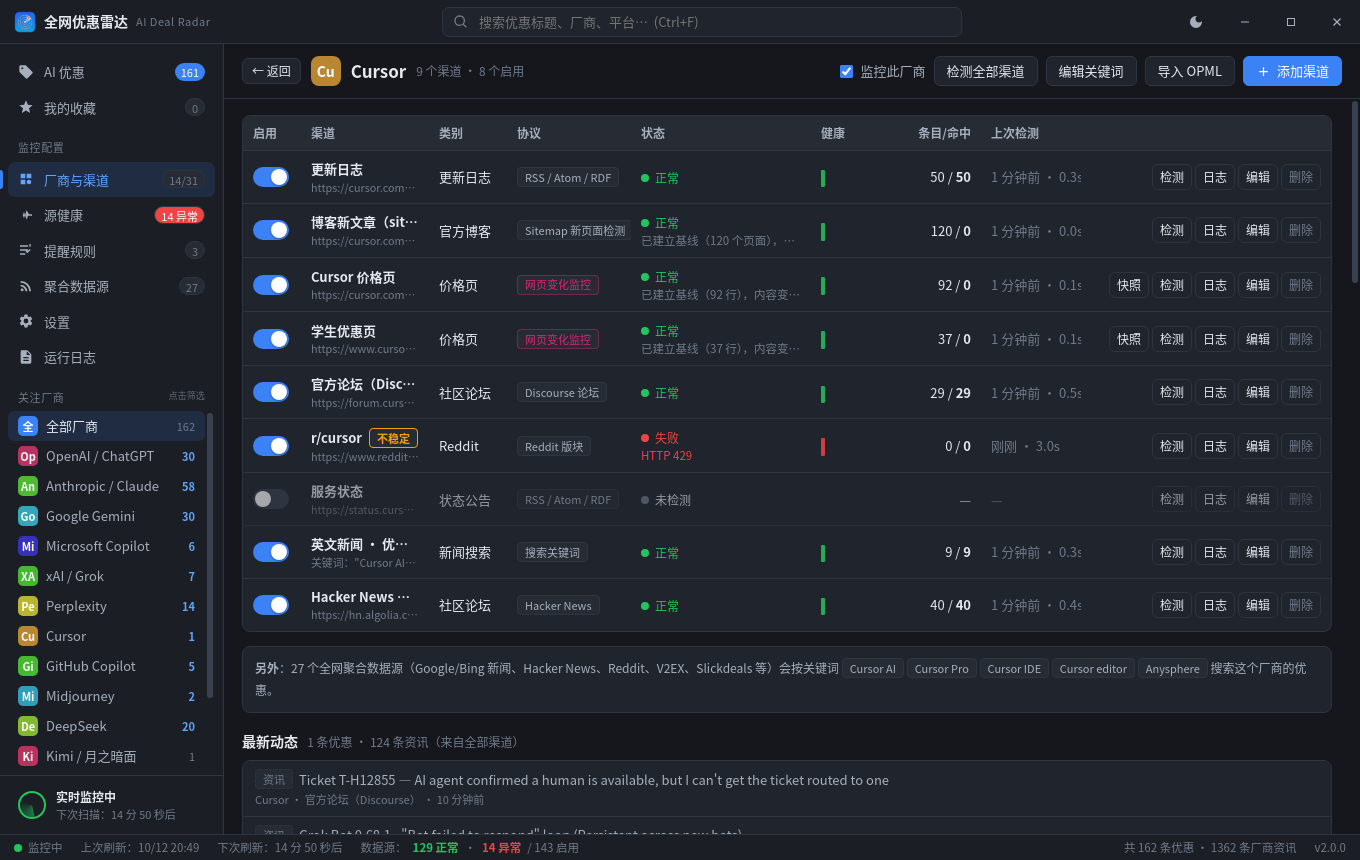 全网优惠雷达 AI Deal Radar
搜索优惠标题、厂商、平台… (Ctrl+F)
AI 优惠 161
我的收藏 0
监控配置
厂商与渠道 14/31
源健康 14 异常
提醒规则 3
聚合数据源 27
设置
运行日志
关注厂商 点击筛选
全 全部厂商 162
Op OpenAI / ChatGPT 30
An Anthropic / Claude 58
Go Google Gemini 30
Mi Microsoft Copilot 6
XA xAI / Grok 7
Pe Perplexity 14
Cu Cursor 1
Gi GitHub Copilot 5
Mi Midjourney 2
De DeepSeek 20
Ki Kimi / 月之暗面 1
实时监控中
下次扫描: 14 分 50 秒后
← 返回 Cu Cursor 9 个渠道 · 8 个启用 监控此厂商 检测全部渠道 编辑关键词 导入 OPML ＋ 添加渠道
启用 渠道 类别 协议 状态 健康 条目/命中 上次检测
更新日志 更新日志 RSS / Atom / RDF 正常 50 / 50 1 分钟前 · 0.3s 检测 日志 编辑 删除
https://cursor.com…
博客新文章（sit… 官方博客 Sitemap 新页面检测 正常 120 / 0 1 分钟前 · 0.0s 检测 日志 编辑 删除
https://cursor.com… 已建立基线（120 个页面），…
Cursor 价格页 价格页 网页变化监控 正常 92 / 0 1 分钟前 · 0.1s 快照 检测 日志 编辑 删除
https://cursor.com… 已建立基线（92 行），内容变…
学生优惠页 价格页 网页变化监控 正常 37 / 0 1 分钟前 · 0.1s 快照 检测 日志 编辑 删除
https://www.curso… 已建立基线（37 行），内容变…
官方论坛（Disc… 社区论坛 Discourse 论坛 正常 29 / 29 1 分钟前 · 0.5s 检测 日志 编辑 删除
https://forum.curs…
r/cursor 不稳定 Reddit Reddit 版块 失败 0 / 0 刚刚 · 3.0s 检测 日志 编辑 删除
https://www.reddit… HTTP 429
服务状态 状态公告 RSS / Atom / RDF 未检测 — — 检测 日志 编辑 删除
https://status.curs…
英文新闻 · 优… 新闻搜索 搜索关键词 正常 9 / 9 1 分钟前 · 0.3s 检测 日志 编辑 删除
关键词: "Cursor AI…
Hacker News … 社区论坛 Hacker News 正常 40 / 40 1 分钟前 · 0.4s 检测 日志 编辑 删除
https://hn.algolia.c…
另外：27 个全网聚合数据源（Google/Bing 新闻、Hacker News、Reddit、V2EX、Slickdeals 等）会按关键词 Cursor AI Cursor Pro Cursor IDE Cursor editor Anysphere 搜索这个厂商的优
惠。
最新动态 1 条优惠 · 124 条资讯（来自全部渠道）
资讯 Ticket T-H12855 — AI agent confirmed a human is available, but I can't get the ticket routed to one
Cursor · 官方论坛（Discourse） · 10 分钟前
监控中 上次刷新: 10/12 20:49 下次刷新: 14 分 50 秒后 数据源: 129 正常 · 14 异常 / 143 启用 共 162 条优惠 · 1362 条厂商资讯 v2.0.0